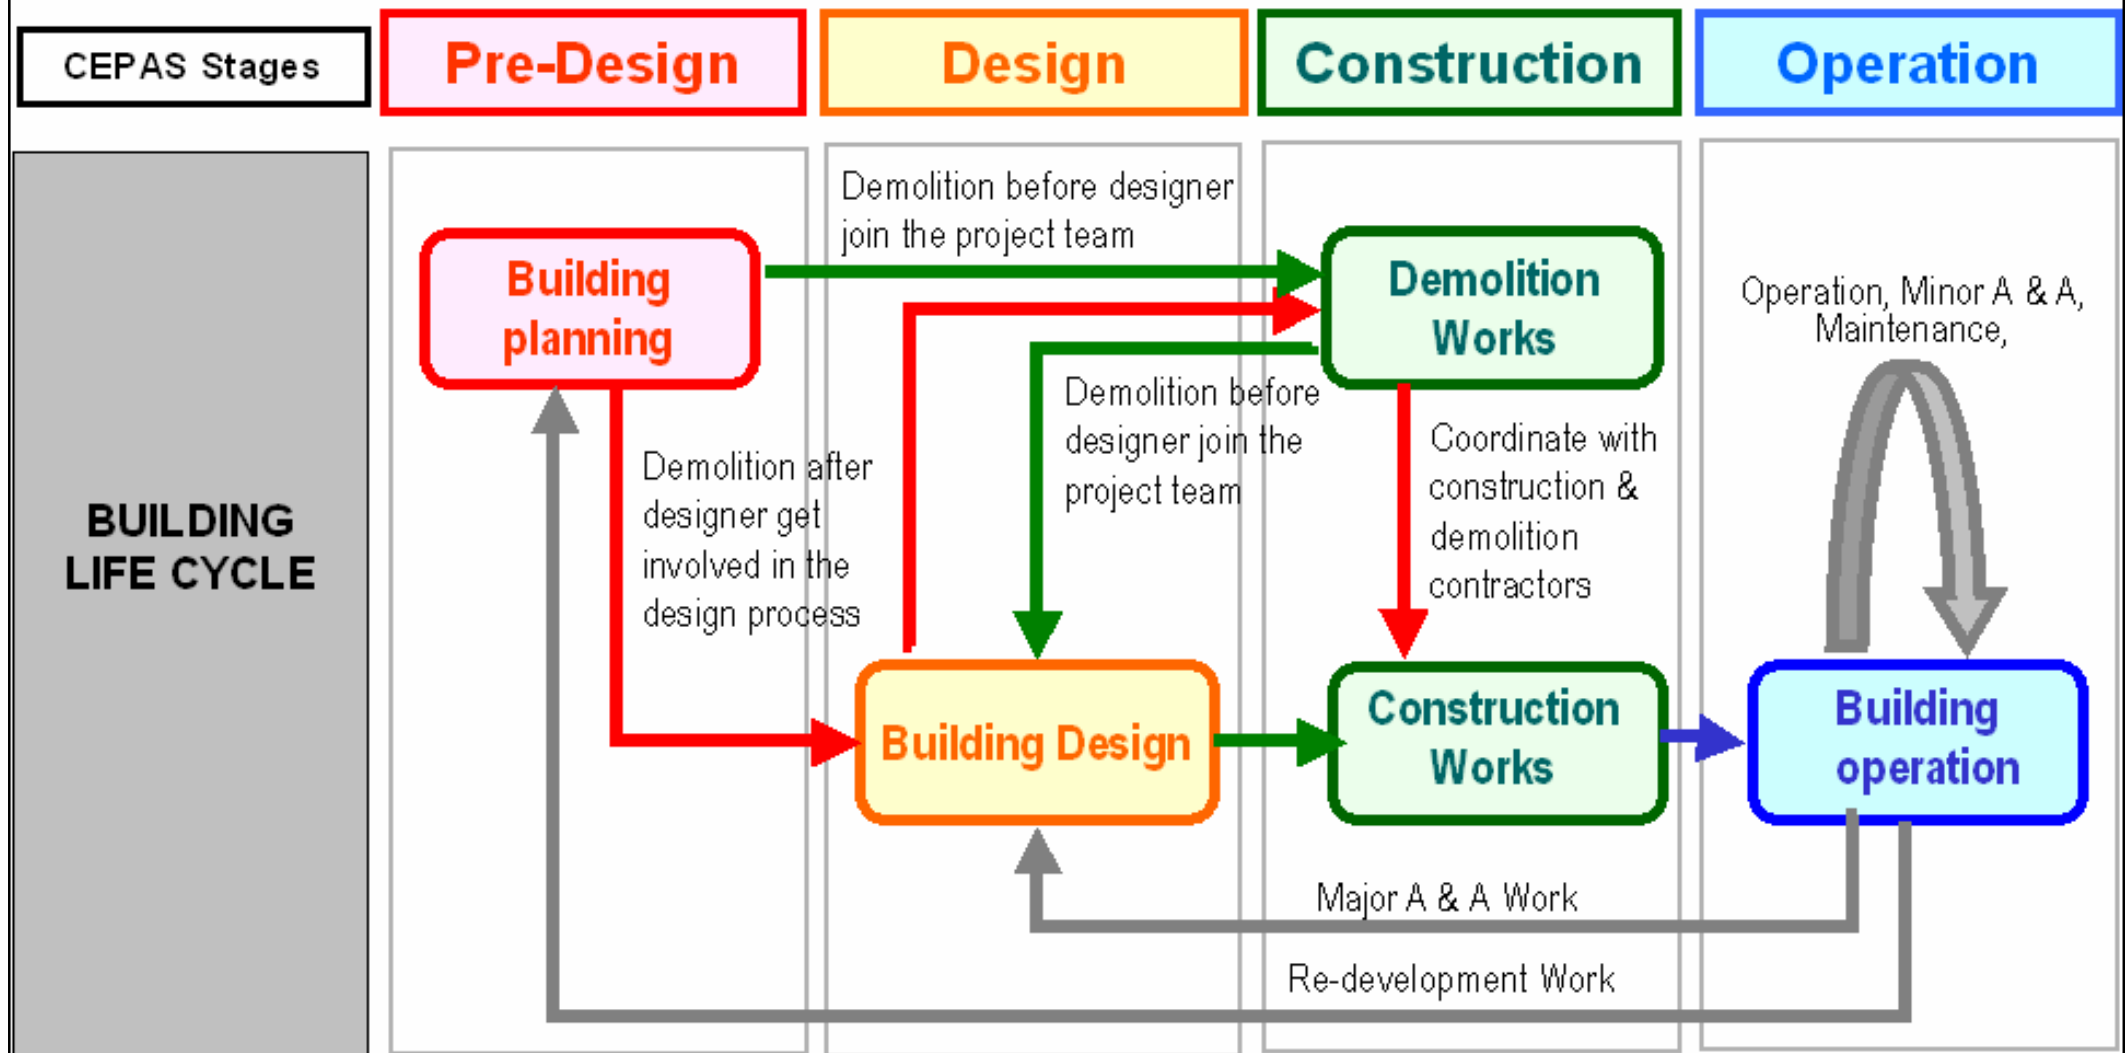 CEPAS Stages
Pre-Design
Design
Construction
Operation
BUILDING
LIFE CYCLE
Building
planning
Demolition before designer
join the project team
Demolition
Works
Operation, Minor A & A,
Maintenance,
Demolition after
designer get
involved in the
design process
Demolition before
designer join the
project team
Coordinate with
construction &
demolition
contractors
Building Design
Construction
Works
Building
operation
Major A & A Work
Re-development Work